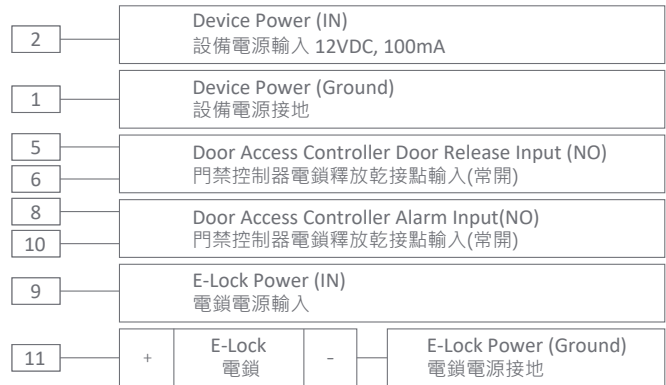 2
Device Power (IN)
設備電源輸入 12VDC, 100mA
1
Device Power (Ground)
設備電源接地
5
6
Door Access Controller Door Release Input (NO)
門禁控制器電鎖釋放乾接點輸入(常開)
8
10
Door Access Controller Alarm Input(NO)
門禁控制器電鎖釋放乾接點輸入(常開)
9
E-Lock Power (IN)
電鎖電源輸入
11
+
E-Lock
電鎖
-
E-Lock Power (Ground)
電鎖電源接地